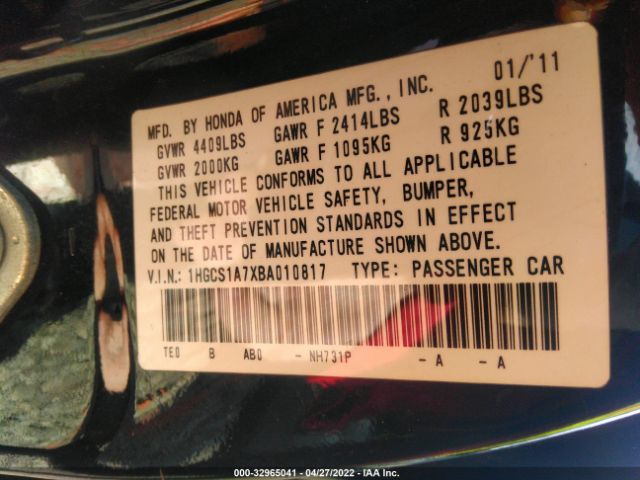 MFD. BY HONDA OF AMERICA MFG., INC. 01/'11
GVWR 4409LBS GAWR F 2414LBS R 2039LBS
GVWR 2000KG GAWR F 1095KG R 925KG
THIS VEHICLE CONFORMS TO ALL APPLICABLE
FEDERAL MOTOR VEHICLE SAFETY, BUMPER,
AND THEFT PREVENTION STANDARDS IN EFFECT
ON THE DATE OF MANUFACTURE SHOWN ABOVE.
V.I.N.: 1HGCS1A7XBA010817 TYPE: PASSENGER CAR
TE0 B AB0 - NH731P - A - A
000-32965041 - 04/27/2022 - IAA Inc.